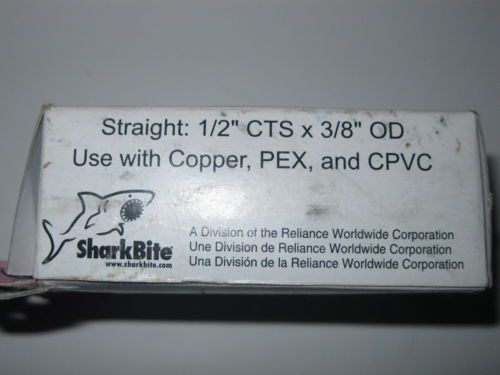 Straight: 1/2" CTS x 3/8" OD
Use with Copper, PEX, and CPVC
SharkBite
www.sharkbite.com
A Division of the Reliance Worldwide Corporation
Une Division de Reliance Worldwide Corporation
Una División de la Reliance Worldwide Corporation